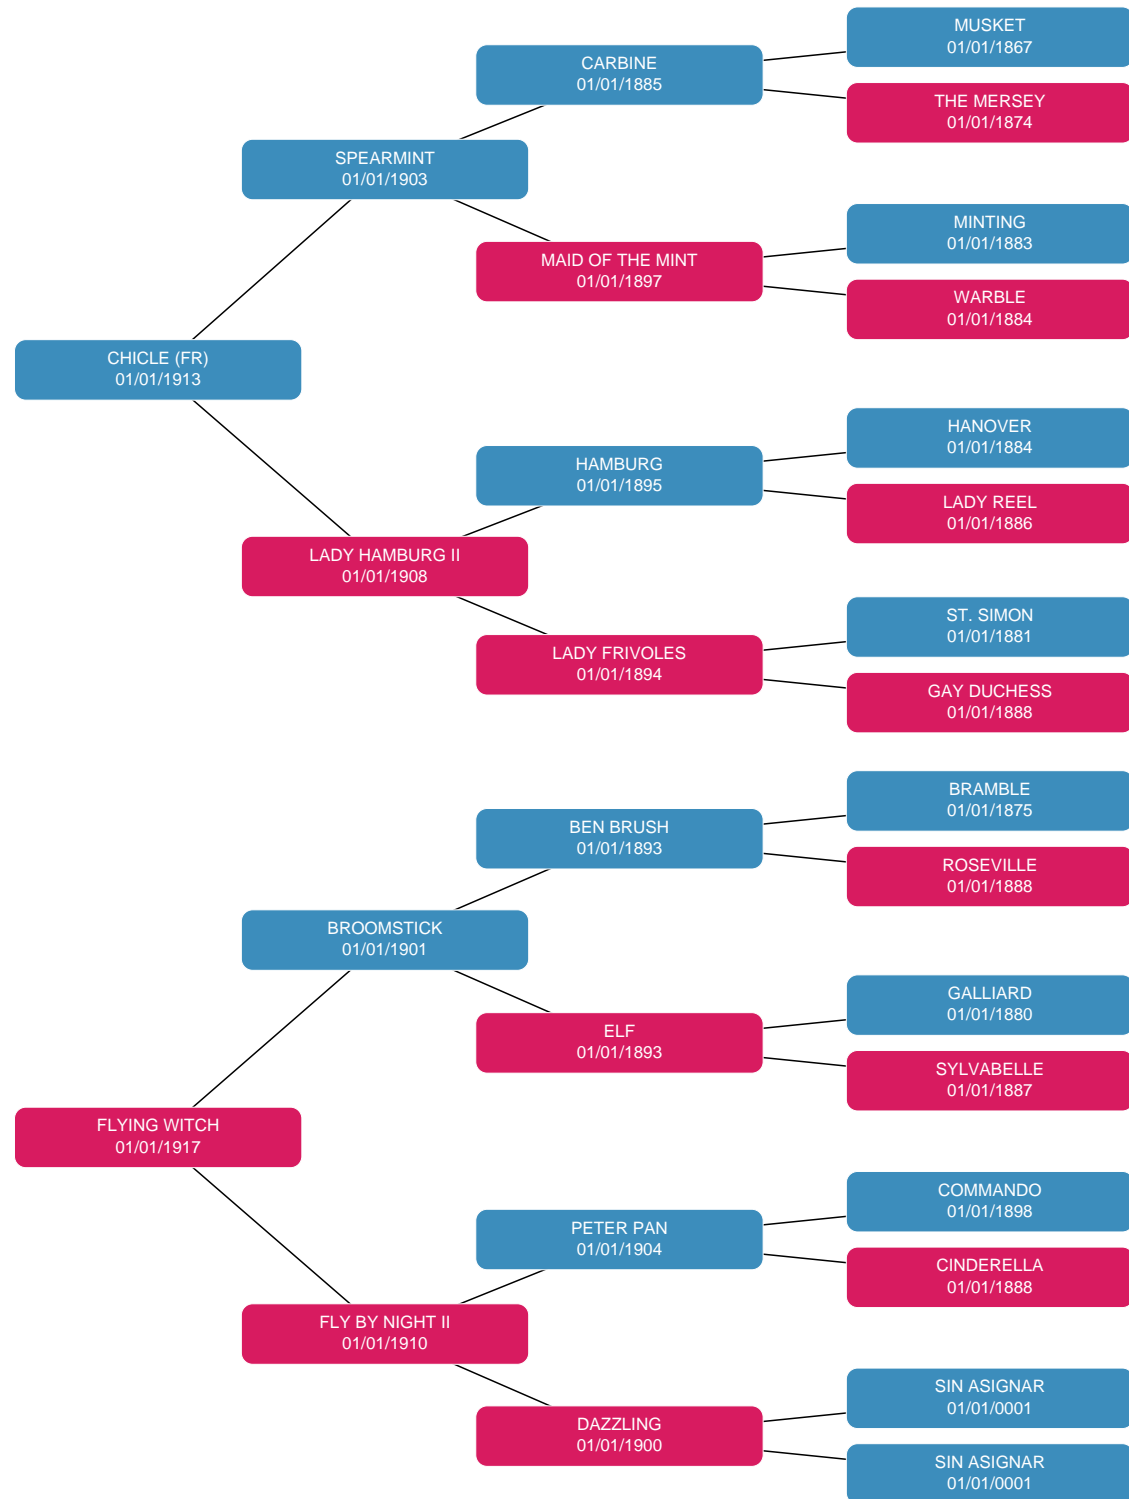 MUSKET
01/01/1867
CARBINE
01/01/1885
THE MERSEY
01/01/1874
SPEARMINT
01/01/1903
MINTING
01/01/1883
MAID OF THE MINT
01/01/1897
WARBLE
01/01/1884
CHICLE (FR)
01/01/1913
HANOVER
01/01/1884
HAMBURG
01/01/1895
LADY REEL
01/01/1886
LADY HAMBURG II
01/01/1908
ST. SIMON
01/01/1881
LADY FRIVOLES
01/01/1894
GAY DUCHESS
01/01/1888
BRAMBLE
01/01/1875
BEN BRUSH
01/01/1893
ROSEVILLE
01/01/1888
BROOMSTICK
01/01/1901
GALLIARD
01/01/1880
ELF
01/01/1893
SYLVABELLE
01/01/1887
FLYING WITCH
01/01/1917
COMMANDO
01/01/1898
PETER PAN
01/01/1904
CINDERELLA
01/01/1888
FLY BY NIGHT II
01/01/1910
SIN ASIGNAR
01/01/0001
DAZZLING
01/01/1900
SIN ASIGNAR
01/01/0001